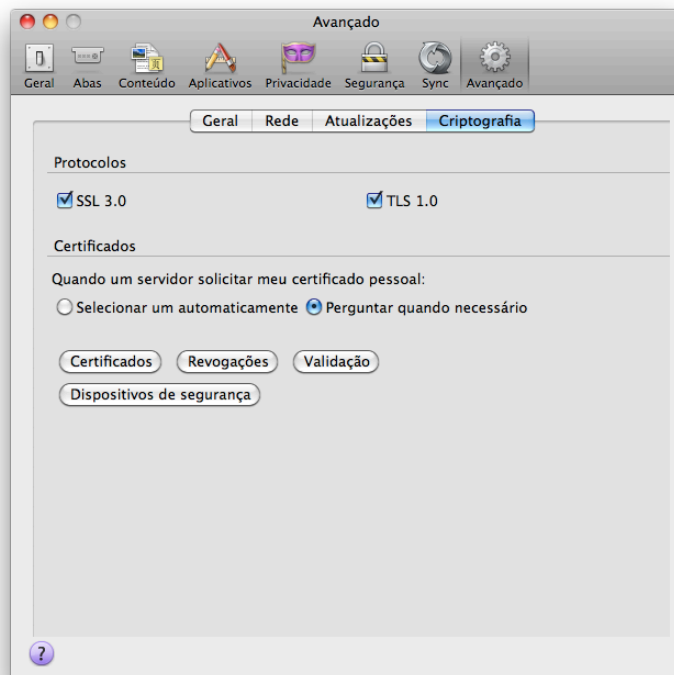 Avançado
Geral Abas Conteúdo Aplicativos Privacidade Segurança Sync Avançado
Geral Rede Atualizações Criptografia
Protocolos
SSL 3.0 TLS 1.0
Certificados
Quando um servidor solicitar meu certificado pessoal:
Selecionar um automaticamente Perguntar quando necessário
Certificados Revogações Validação
Dispositivos de segurança
?